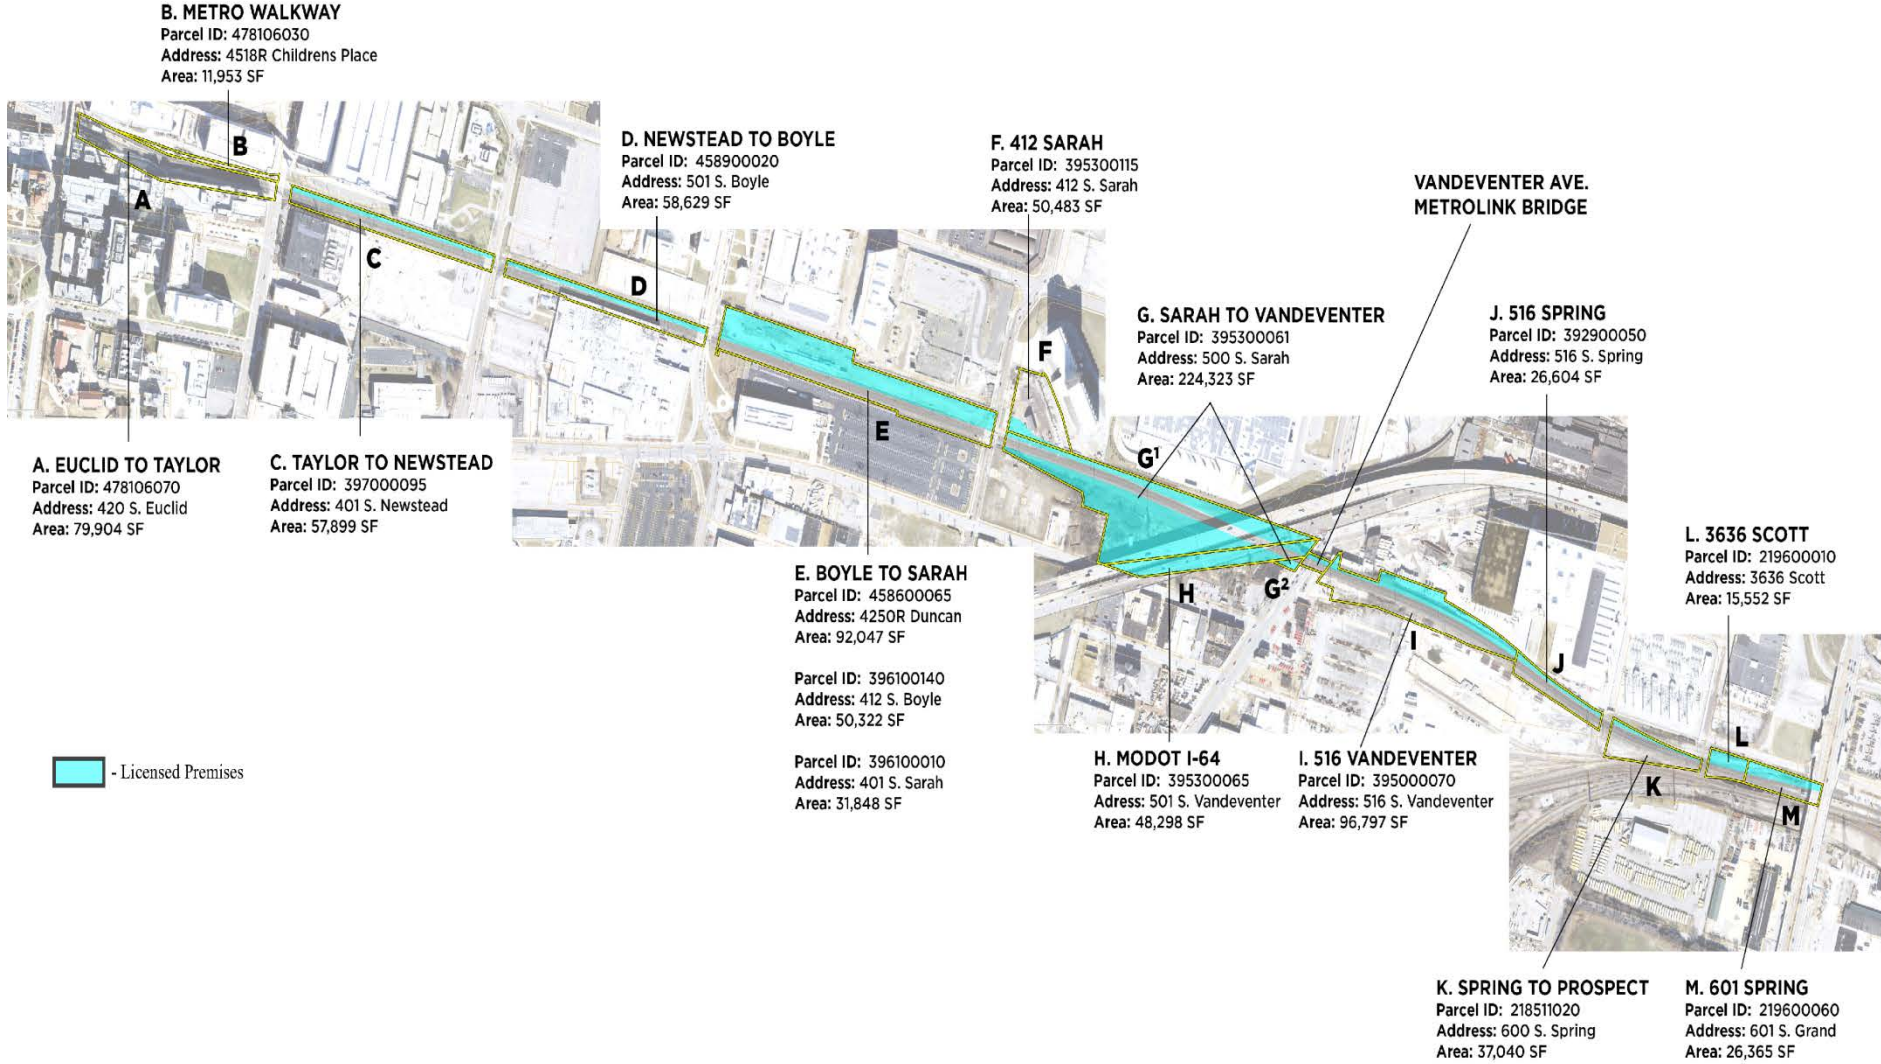 B. METRO WALKWAY
Parcel ID: 478106030
Address: 4518R Childrens Place
Area: 11,953 SF
D. NEWSTEAD TO BOYLE
Parcel ID: 458900020
Address: 501 S. Boyle
Area: 58,629 SF
F. 412 SARAH
Parcel ID: 395300115
Address: 412 S. Sarah
Area: 50,483 SF
VANDEVENTER AVE.
METROLINK BRIDGE
B
A
C
D
E
F
G. SARAH TO VANDEVENTER
Parcel ID: 395300061
Address: 500 S. Sarah
Area: 224,323 SF
J. 516 SPRING
Parcel ID: 392900050
Address: 516 S. Spring
Area: 26,604 SF
A. EUCLID TO TAYLOR
Parcel ID: 478106070
Address: 420 S. Euclid
Area: 79,904 SF
C. TAYLOR TO NEWSTEAD
Parcel ID: 397000095
Address: 401 S. Newstead
Area: 57,899 SF
G¹
H
G²
I
J
L. 3636 SCOTT
Parcel ID: 219600010
Address: 3636 Scott
Area: 15,552 SF
E. BOYLE TO SARAH
Parcel ID: 458600065
Address: 4250R Duncan
Area: 92,047 SF
Parcel ID: 396100140
Address: 412 S. Boyle
Area: 50,322 SF
Parcel ID: 396100010
Address: 401 S. Sarah
Area: 31,848 SF
- Licensed Premises
H. MODOT I-64
Parcel ID: 395300065
Adress: 501 S. Vandeventer
Area: 48,298 SF
I. 516 VANDEVENTER
Parcel ID: 395000070
Address: 516 S. Vandeventer
Area: 96,797 SF
L
K
M
K. SPRING TO PROSPECT
Parcel ID: 218511020
Address: 600 S. Spring
Area: 37,040 SF
M. 601 SPRING
Parcel ID: 219600060
Address: 601 S. Grand
Area: 26,365 SF